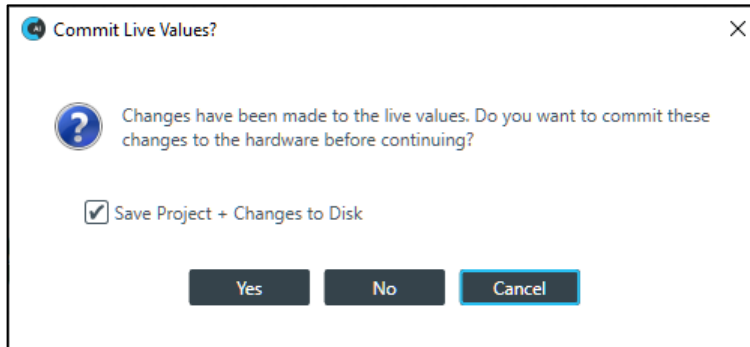 Commit Live Values?
Changes have been made to the live values. Do you want to commit these
changes to the hardware before continuing?
Save Project + Changes to Disk
Yes No Cancel